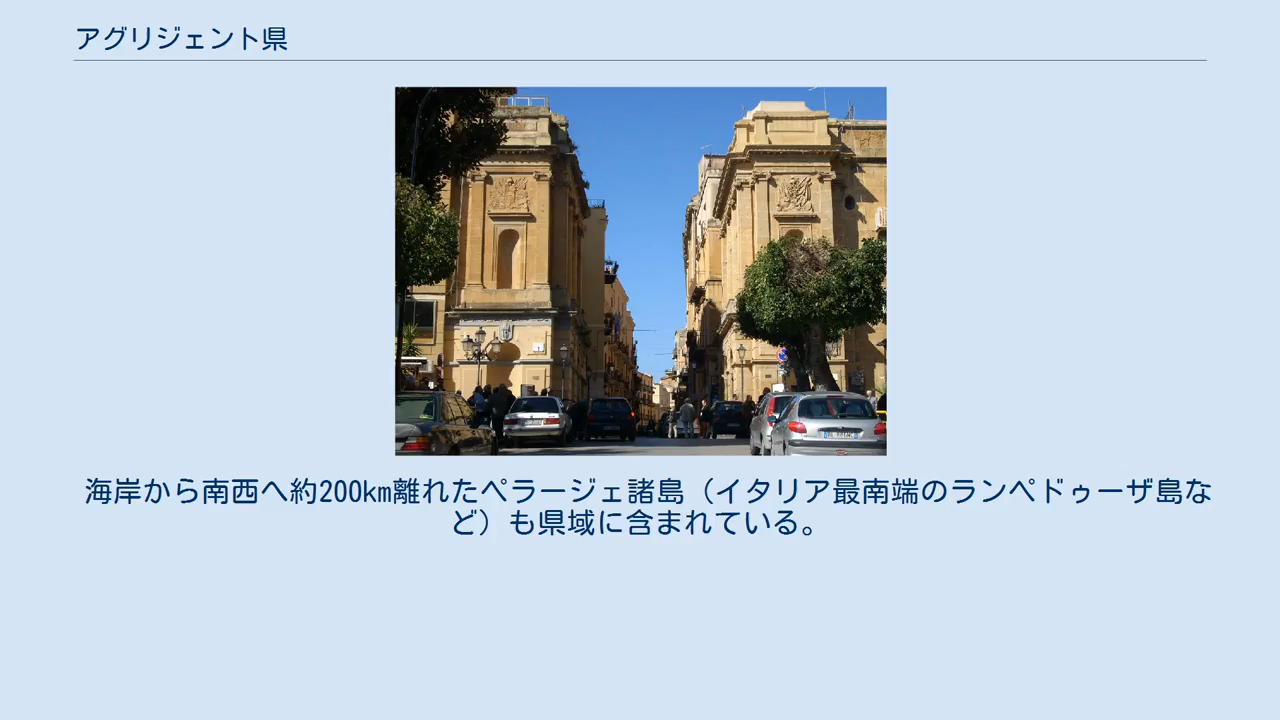 アグリジェント県
海岸から南西へ約200km離れたペラージェ諸島（イタリア最南端のランペドゥーザ島な
ど）も県域に含まれている。